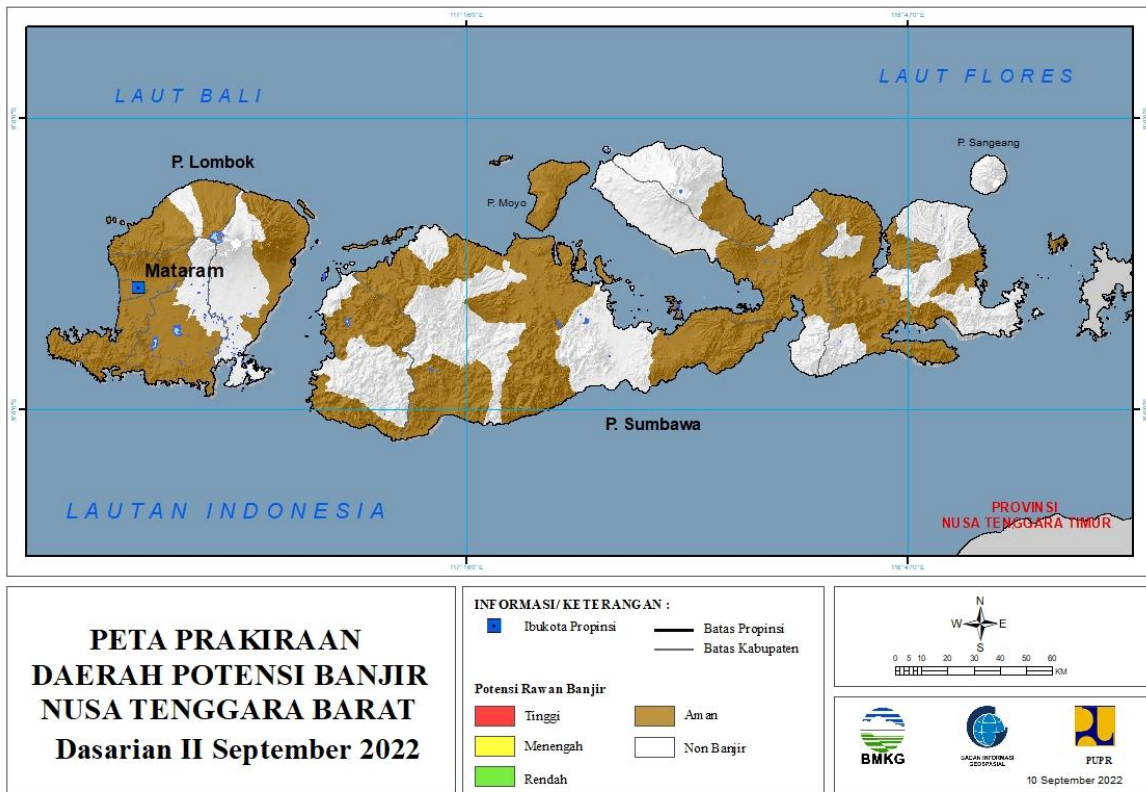 LAUT BALI
LAUT FLORES
P. Lombok
P. Sangeang
P. Moyo
Mataram
P. Sumbawa
LAUTAN INDONESIA
PROVINSI
NUSA TENGGARA TIMUR
PETA PRAKIRAAN
DAERAH POTENSI BANJIR
NUSA TENGGARA BARAT
Dasarian II September 2022
INFORMASI/ KETERANGAN :
Ibukota Propinsi
Batas Propinsi
Batas Kabupaten
Potensi Rawan Banjir
Tinggi
Aman
Menengah
Non Banjir
Rendah
N
W E
S
0 5 10 20 30 40 50 60
KM
BMKG
BADAN INFORMASI
GEOSPASIAL
PUPR
10 September 2022